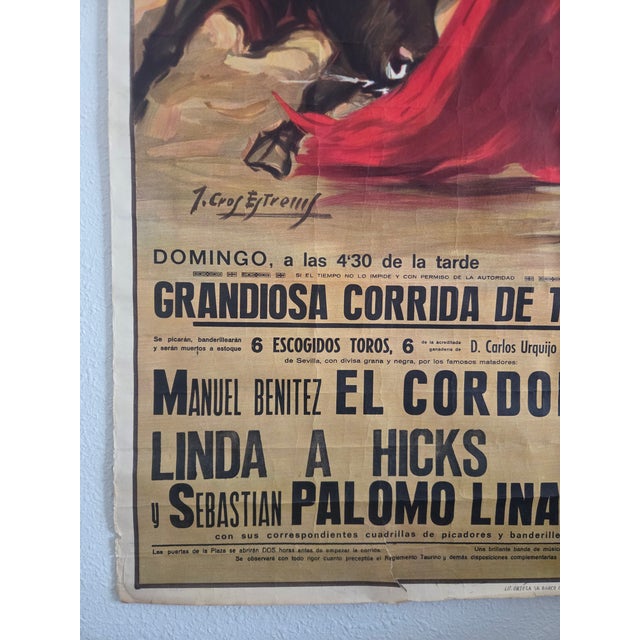 J. Cros Estrems
DOMINGO, a las 4'30 de la tarde
SI EL TIEMPO NO LO IMPIDE Y CON PERMISO DE LA AUTORIDAD
GRANDIOSA CORRIDA DE T
Se picarán, banderillearán
y serán muertos a estoque
6 ESCOGIDOS TOROS, 6
de la acreditada
ganadería de
D. Carlos Urquijo
de Sevilla, con divisa grana y negra, por los famosos matadores:
MANUEL BENITEZ EL CORDO
LINDA A HICKS
y SEBASTIAN PALOMO LINA
con sus correspondientes cuadrillas de picadores y banderille
Las puertas de la Plaza se abrirán DOS horas antes de empezar la corrida. Una brillante banda de músic
Se observará con todo rigor cuanto preceptúa el Reglamento Taurino y demás disposiciones complementarias
LIT. ORTEGA